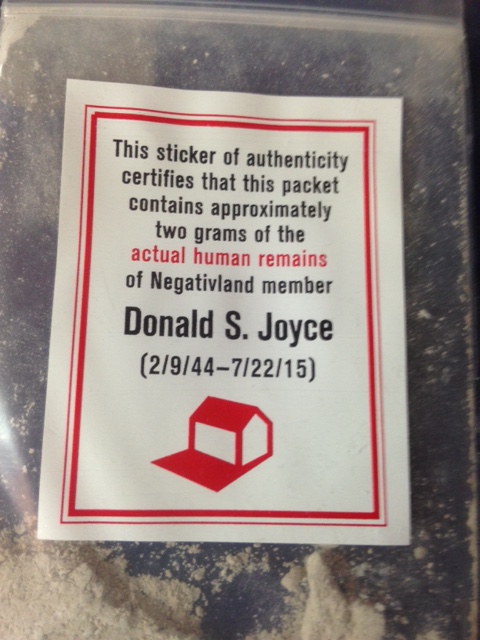 This sticker of authenticity
certifies that this packet
contains approximately
two grams of the
actual human remains
of Negativland member
Donald S. Joyce
(2/9/44–7/22/15)